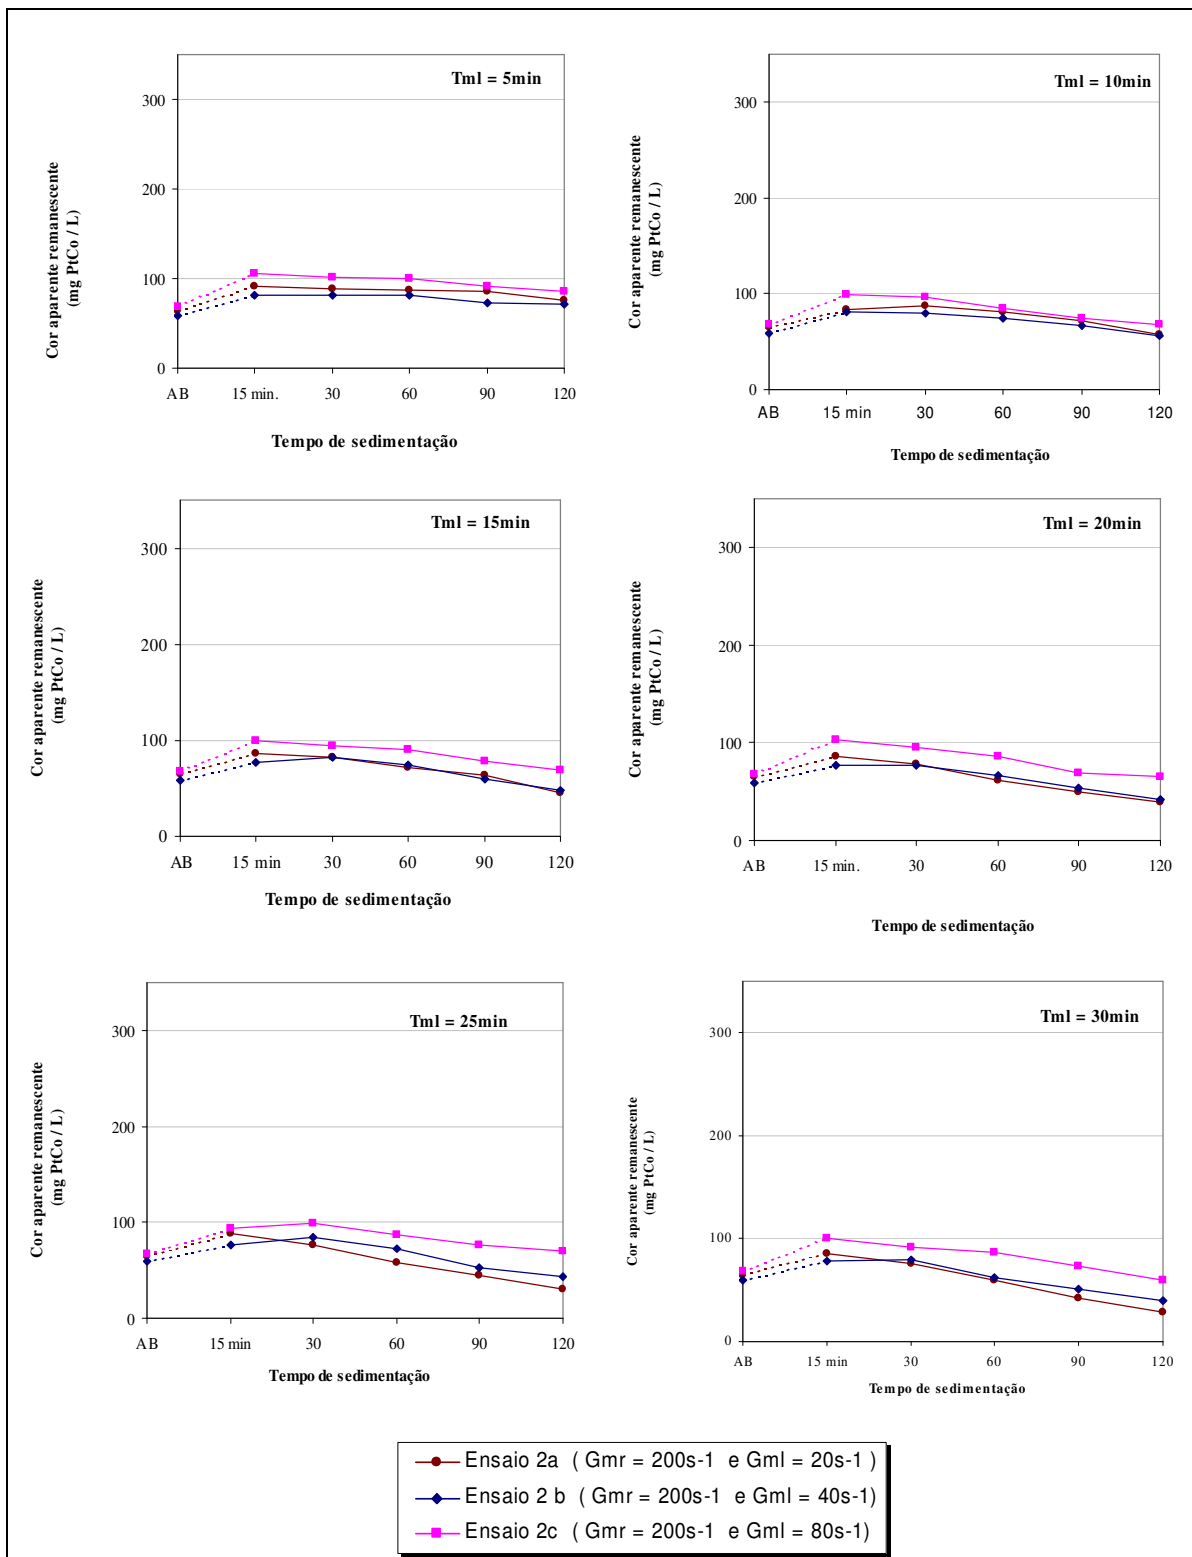 Tml = 5min
300
200
100
0
AB 15 min. 30 60 90 120
Tempo de sedimentação
Cor aparente remanescente
(mg PtCo / L)
Tml = 10min
300
200
100
0
AB 15 min 30 60 90 120
Tempo de sedimentação
Cor aparente remanescente
(mg PtCo / L)
Tml = 15min
300
200
100
0
AB 15 min 30 60 90 120
Tempo de sedimentação
Cor aparente remanescente
(mg PtCo / L)
Tml = 20min
300
200
100
0
AB 15 min. 30 60 90 120
Tempo de sedimentação
Cor aparente remanescente
(mg PtCo / L)
Tml = 25min
300
200
100
0
AB 15 min 30 60 90 120
Tempo de sedimentação
Cor aparente remanescente
(mg PtCo / L)
Tml = 30min
300
200
100
0
AB 15 min 30 60 90 120
Tempo de sedimentação
Cor aparente remanescente
(mg PtCo / L)
Ensaio 2a ( Gmr = 200s-1 e Gml = 20s-1 )
Ensaio 2 b ( Gmr = 200s-1 e Gml = 40s-1)
Ensaio 2c ( Gmr = 200s-1 e Gml = 80s-1)